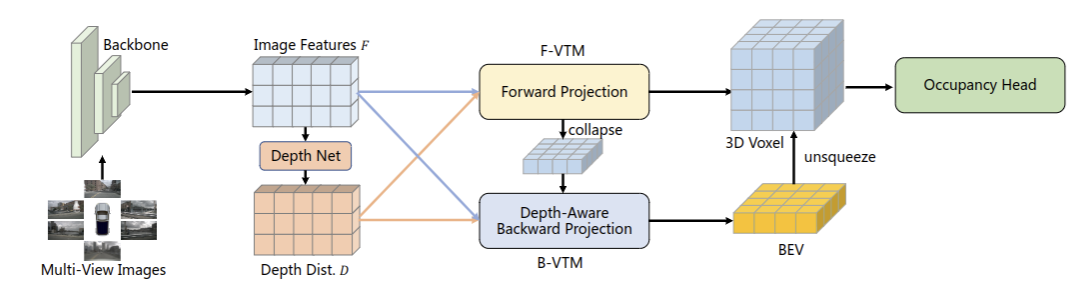 Backbone
Image Features F
F-VTM
Forward Projection
Occupancy Head
collapse
3D Voxel
unsqueeze
Depth Net
Depth-Aware
Backward Projection
BEV
B-VTM
Multi-View Images
Depth Dist. D